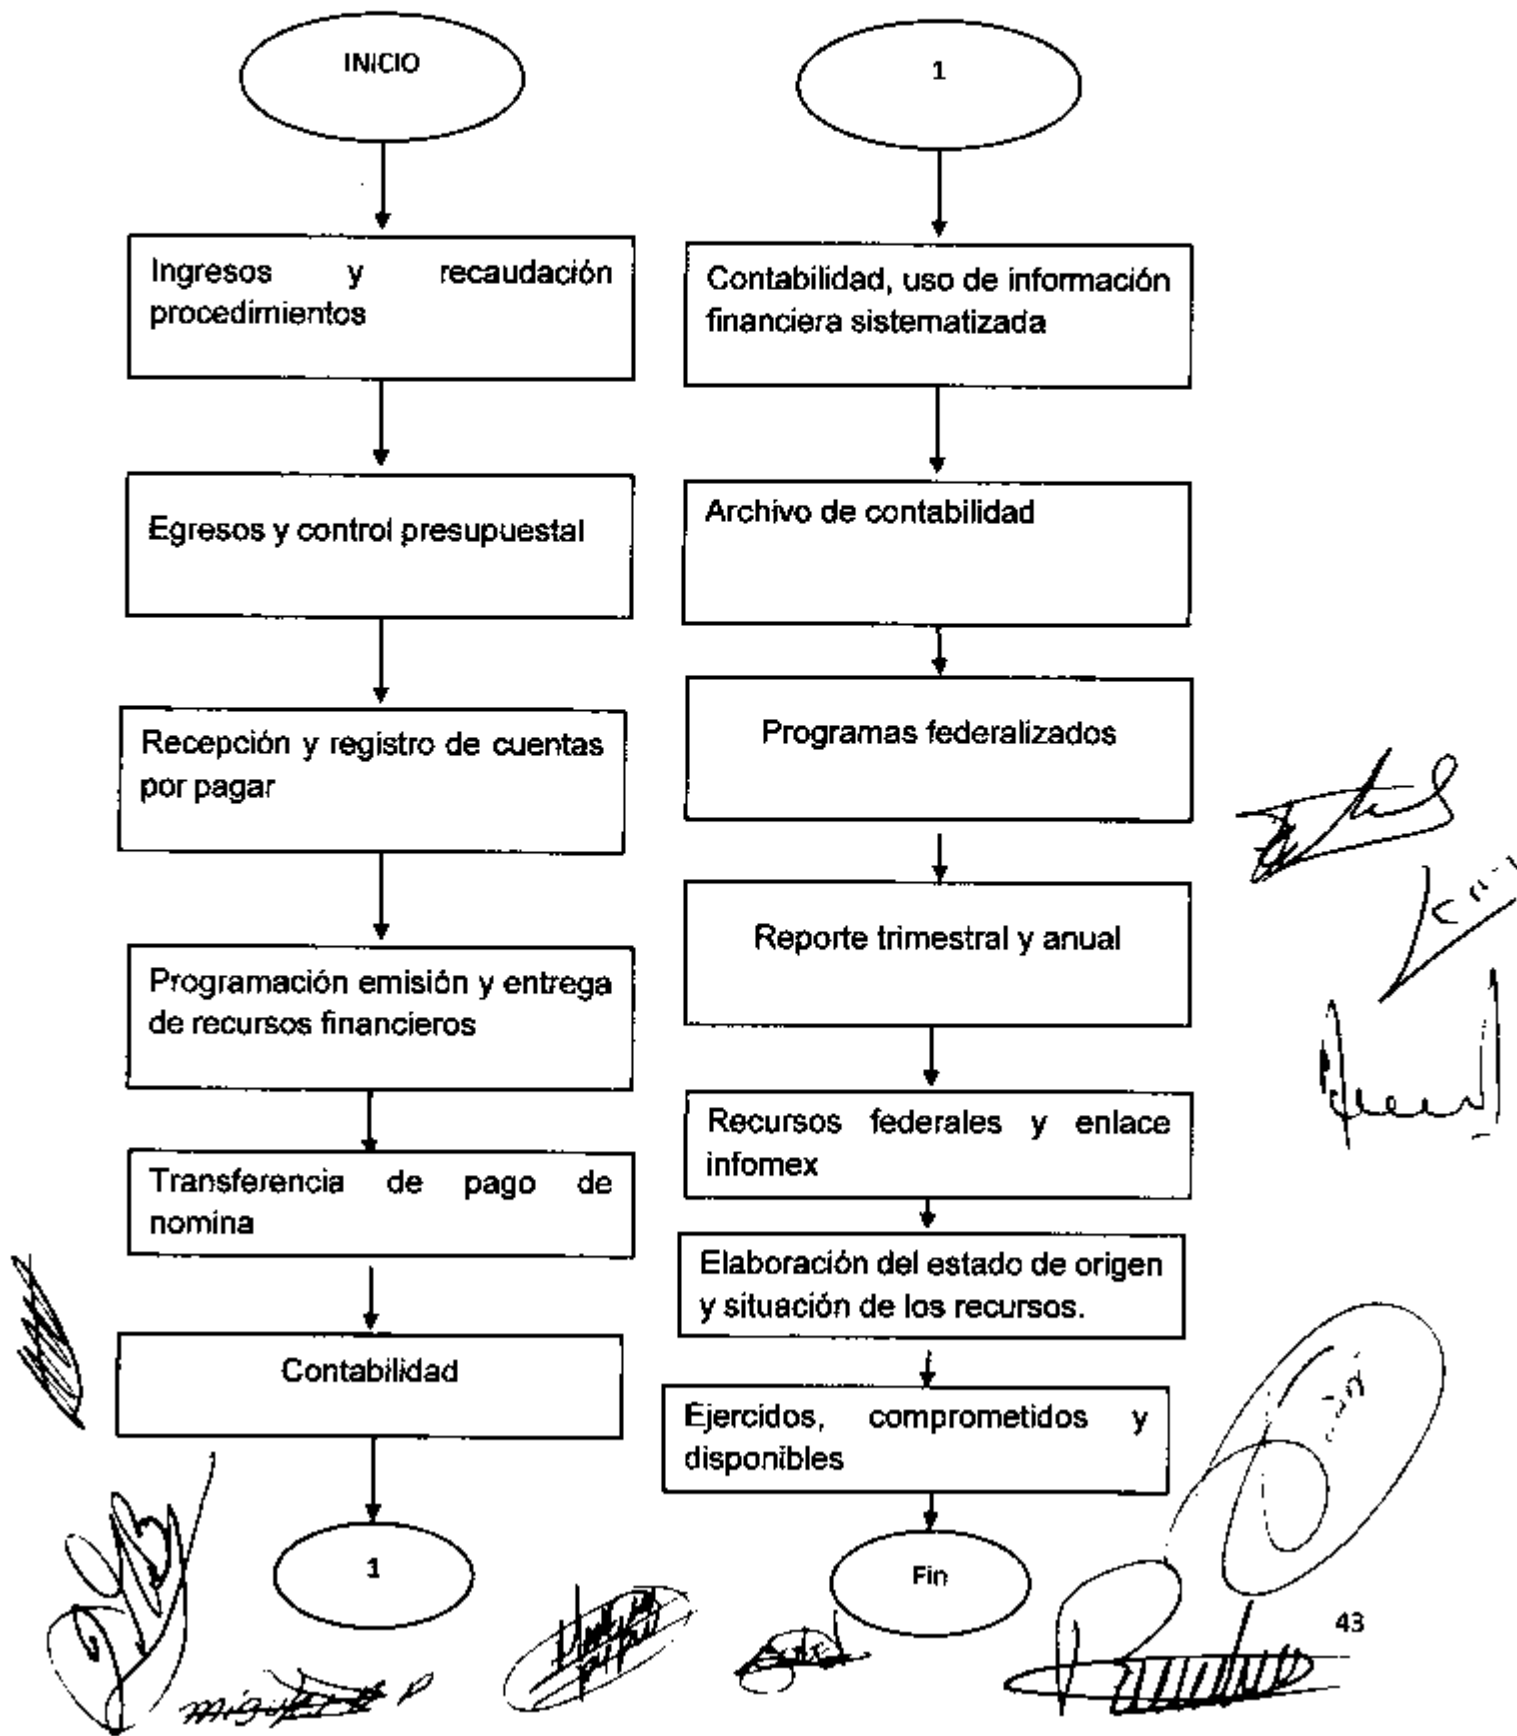 INICIO
Ingresos y recaudación
procedimientos
Egresos y control presupuestal
Recepción y registro de cuentas
por pagar
Programación emisión y entrega
de recursos financieros
Transferencia de pago de
nomina
Contabilidad
1
1
Contabilidad, uso de información
financiera sistematizada
Archivo de contabilidad
Programas federalizados
Reporte trimestral y anual
Recursos federales y enlace
infomex
Elaboración del estado de origen
y situación de los recursos.
Ejercidos, comprometidos y
disponibles
Fin
43